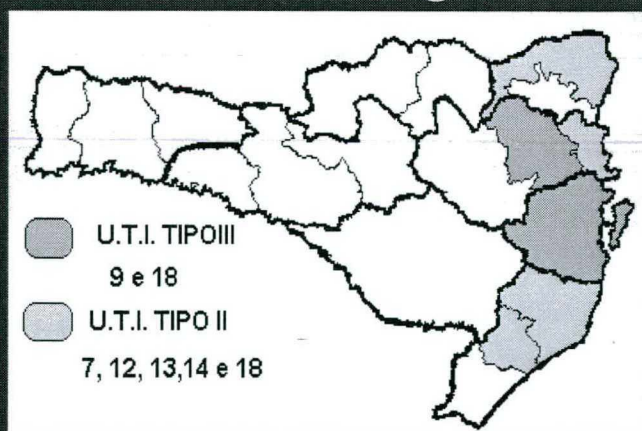 U.T.I. TIPOIII
9 e 18
U.T.I. TIPO II
7, 12, 13,14 e 18